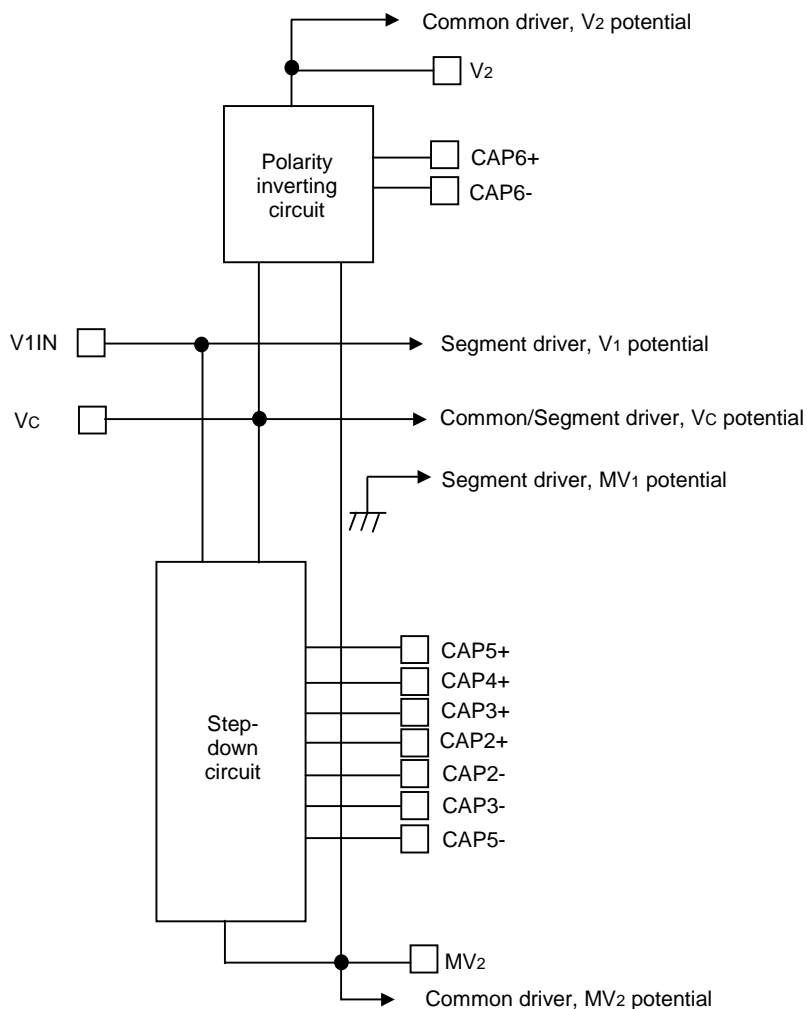 Common driver, V2 potential
V2
Polarity
inverting
circuit
CAP6+
CAP6-
V1IN
Segment driver, V1 potential
VC
Common/Segment driver, VC potential
Segment driver, MV1 potential
CAP5+
CAP4+
CAP3+
CAP2+
CAP2-
CAP3-
CAP5-
Step-
down
circuit
MV2
Common driver, MV2 potential